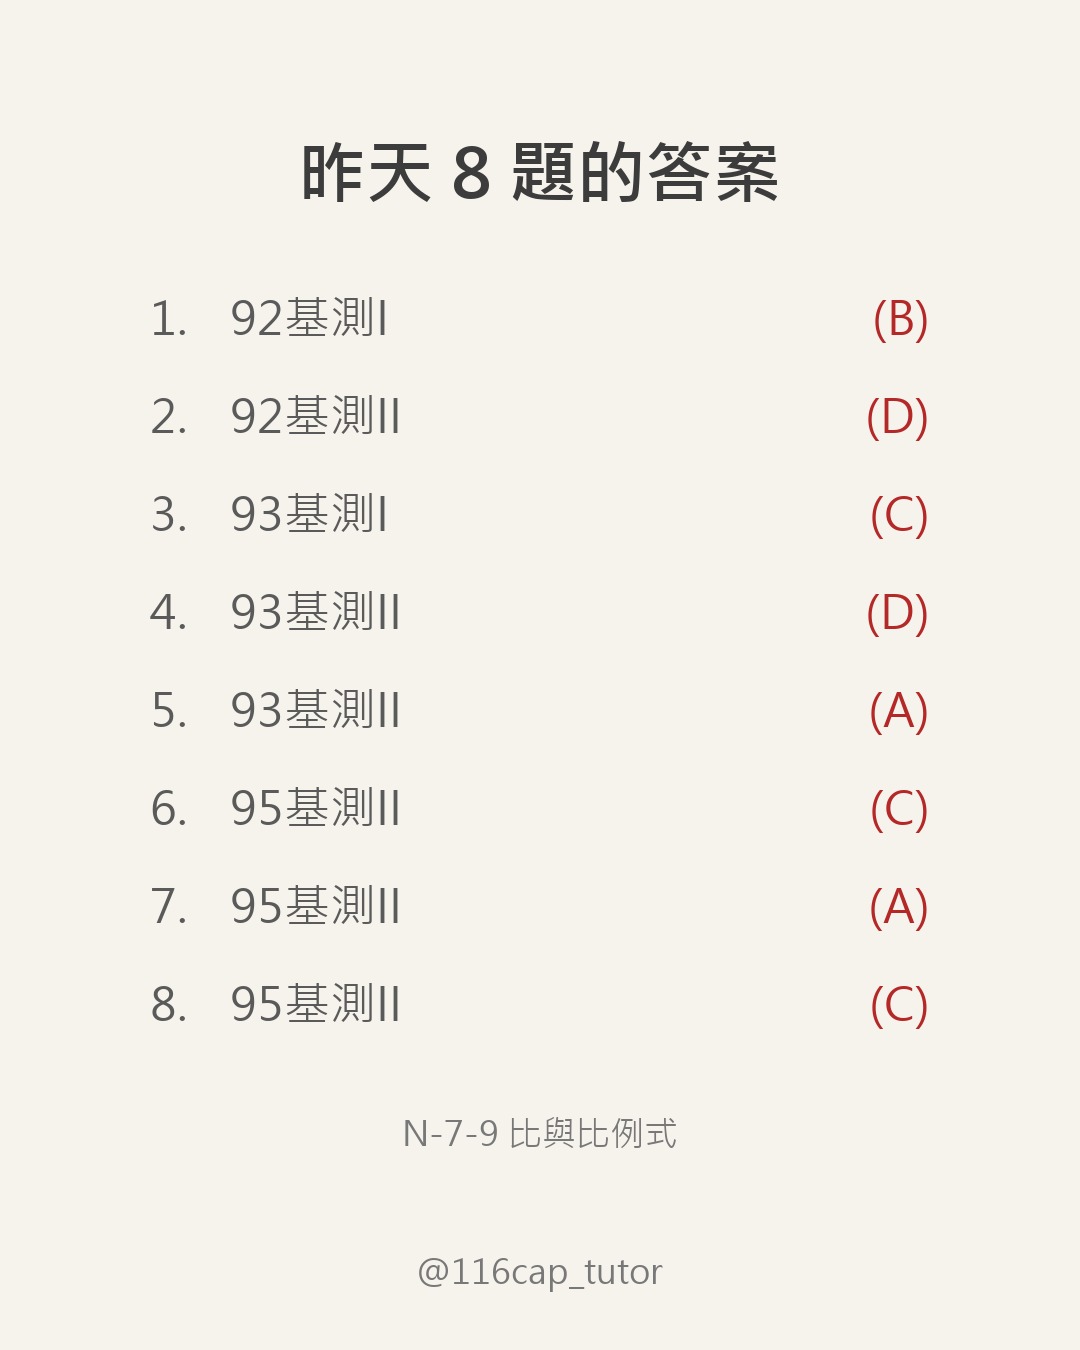 昨天 8 題的答案
1. 92基測I (B)
2. 92基測II (D)
3. 93基測I (C)
4. 93基測II (D)
5. 93基測II (A)
6. 95基測II (C)
7. 95基測II (A)
8. 95基測II (C)
N-7-9 比與比例式
@116cap_tutor